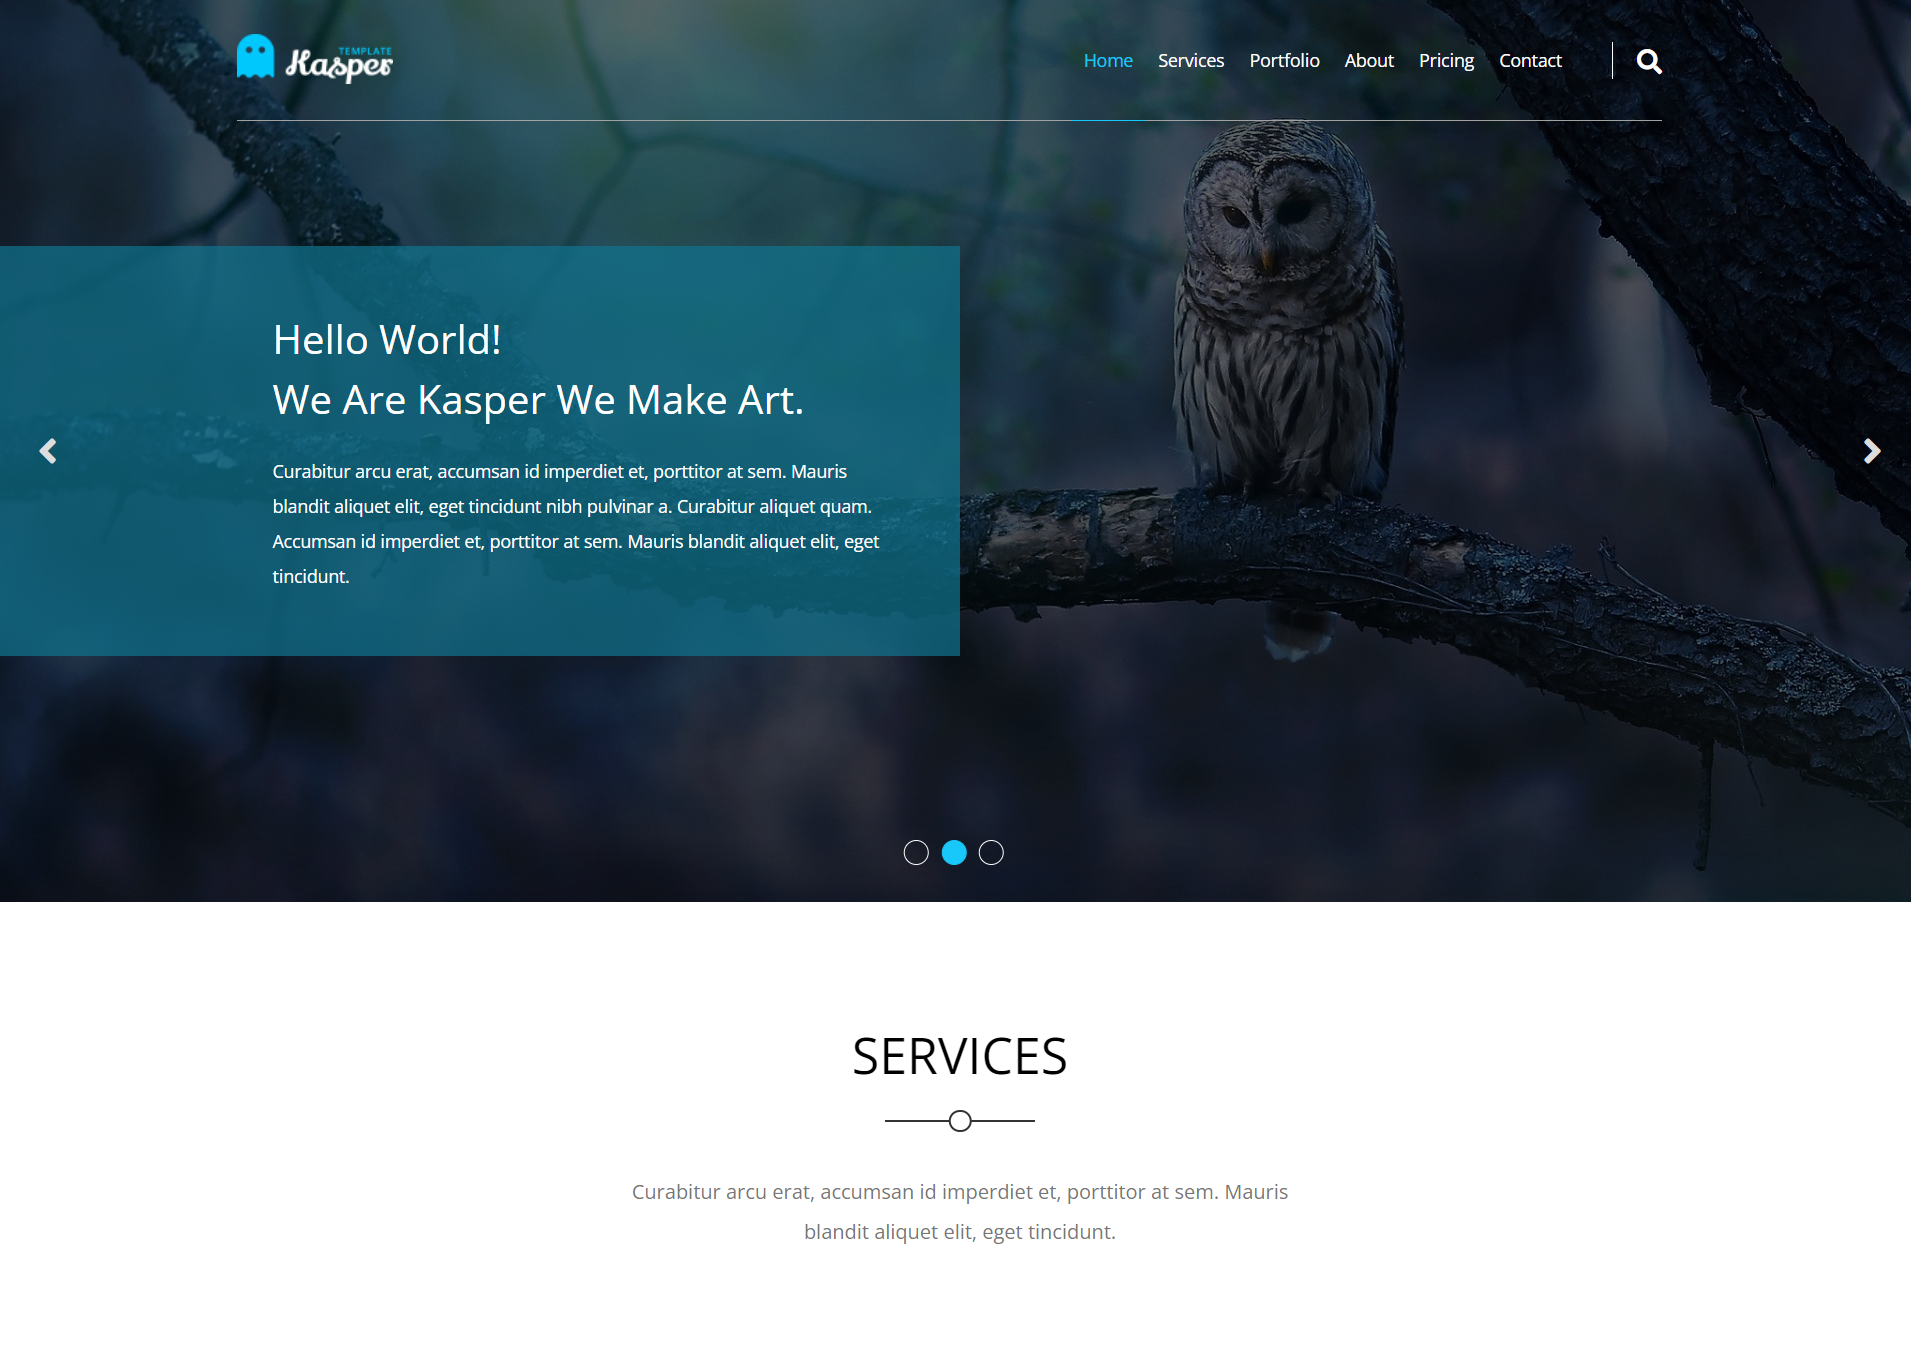 TEMPLATE
Kasper
Home Services Portfolio About Pricing Contact
Hello World!
We Are Kasper We Make Art.
Curabitur arcu erat, accumsan id imperdiet et, porttitor at sem. Mauris
blandit aliquet elit, eget tincidunt nibh pulvinar a. Curabitur aliquet quam.
Accumsan id imperdiet et, porttitor at sem. Mauris blandit aliquet elit, eget
tincidunt.
SERVICES
Curabitur arcu erat, accumsan id imperdiet et, porttitor at sem. Mauris
blandit aliquet elit, eget tincidunt.